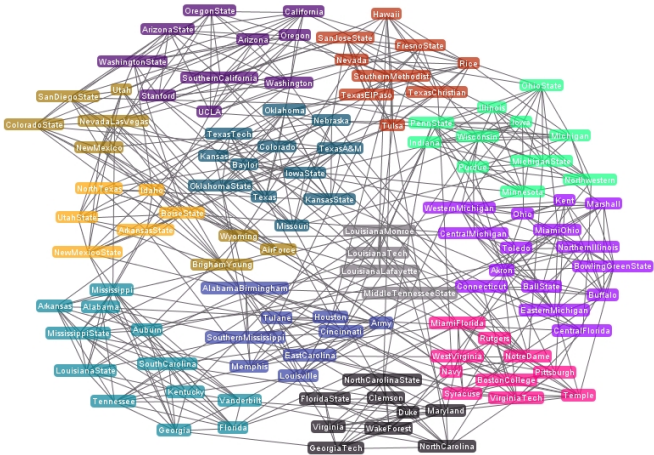 OregonState
California
Hawaii
ArizonaState
Arizona
Oregon
SanJoseState
FresnoState
WashingtonState
Nevada
Rice
SouthernCalifornia
Washington
SouthernMethodist
Utah
Stanford
TexasElPaso
TexasChristian
OhioState
SanDiegoState
UCLA
Oklahoma
Illinois
ColoradoState
NevadaLasVegas
Nebraska
Tulsa
PennState
Iowa
TexasTech
Wisconsin
Michigan
NewMexico
Kansas
Colorado
TexasA&M
Indiana
Baylor
IowaState
Purdue
MichiganState
NorthTexas
Idaho
OklahomaState
Texas
KansasState
Minnesota
Northwestern
UtahState
BoiseState
Missouri
WesternMichigan
Ohio
Kent
Marshall
ArkansasState
Wyoming
LouisianaMonroe
CentralMichigan
MiamiOhio
NewMexicoState
AirForce
LouisianaTech
Toledo
NorthernIllinois
BrighamYoung
LouisianaLafayette
Akron
BowlingGreenState
Mississippi
AlabamaBirmingham
MiddleTennesseeState
Connecticut
BallState
Buffalo
Arkansas
Alabama
Tulane
Houston
Army
EasternMichigan
MississippiState
Auburn
SouthernMississippi
Cincinnati
MiamiFlorida
CentralFlorida
EastCarolina
Rutgers
LouisianaState
SouthCarolina
Memphis
Louisville
WestVirginia
NotreDame
Navy
Pittsburgh
Kentucky
NorthCarolinaState
BostonCollege
Tennessee
Vanderbilt
FloridaState
Clemson
Syracuse
VirginiaTech
Temple
Duke
Maryland
Georgia
Florida
Virginia
WakeForest
GeorgiaTech
NorthCarolina